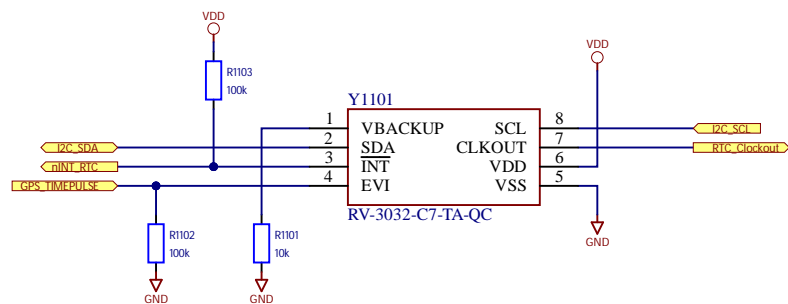 VDD
R1103
100k
VDD
Y1101
1 VBACKUP SCL 8 I2C_SCL
I2C_SDA 2 SDA CLKOUT 7 RTC_Clockout
nINT_RTC 3 INT VDD 6
GPS_TIMEPULSE 4 EVI VSS 5
RV-3032-C7-TA-QC
R1102
100k
R1101
10k
GND
GND
GND